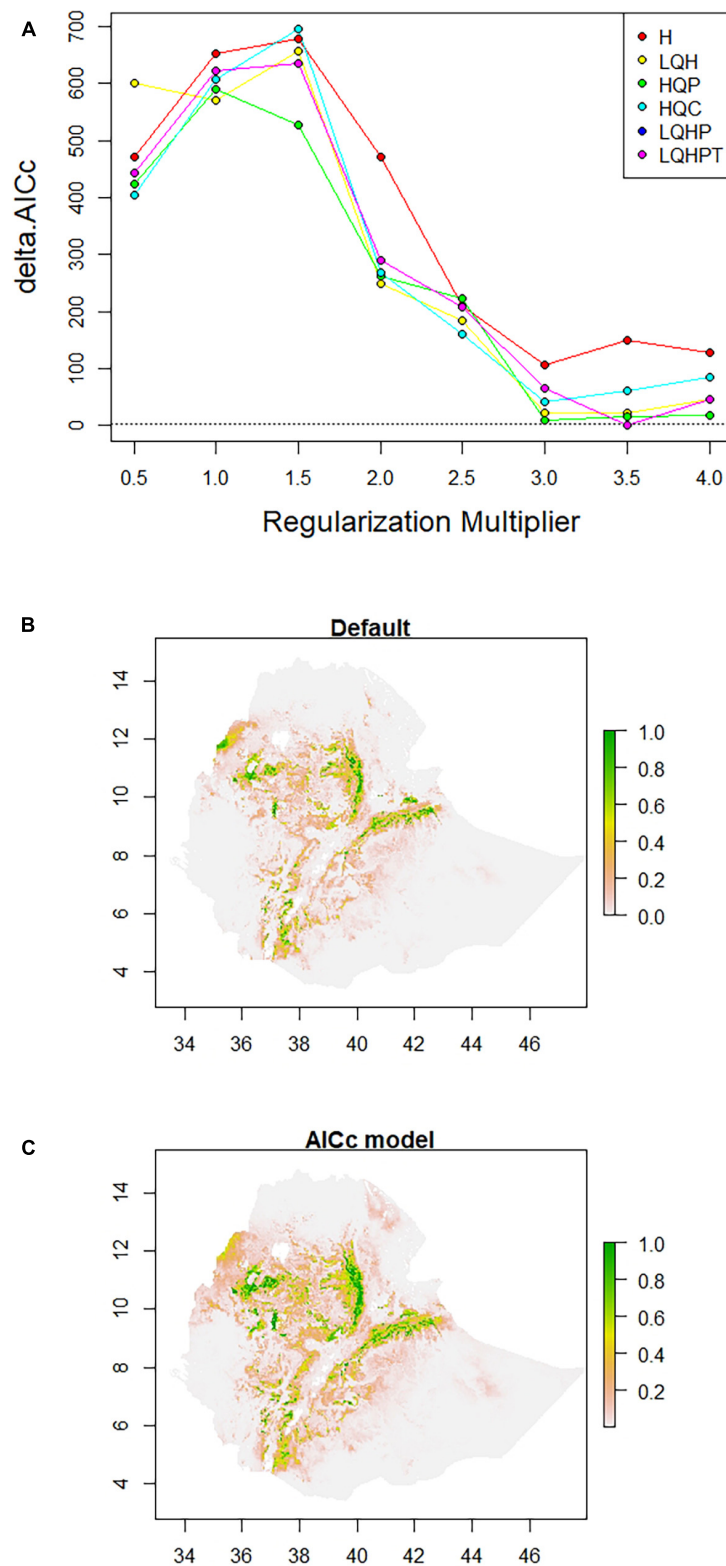 A
700
600
500
400
300
200
100
0
delta.AICc
H
LQH
HQP
HQC
LQHP
LQHPT
0.5 1.0 1.5 2.0 2.5 3.0 3.5 4.0
Regularization Multiplier
B
Default
14
12
10
8
6
4
34 36 38 40 42 44 46
1.0
0.8
0.6
0.4
0.2
0.0
C
AICc model
14
12
10
8
6
4
34 36 38 40 42 44 46
1.0
0.8
0.6
0.4
0.2